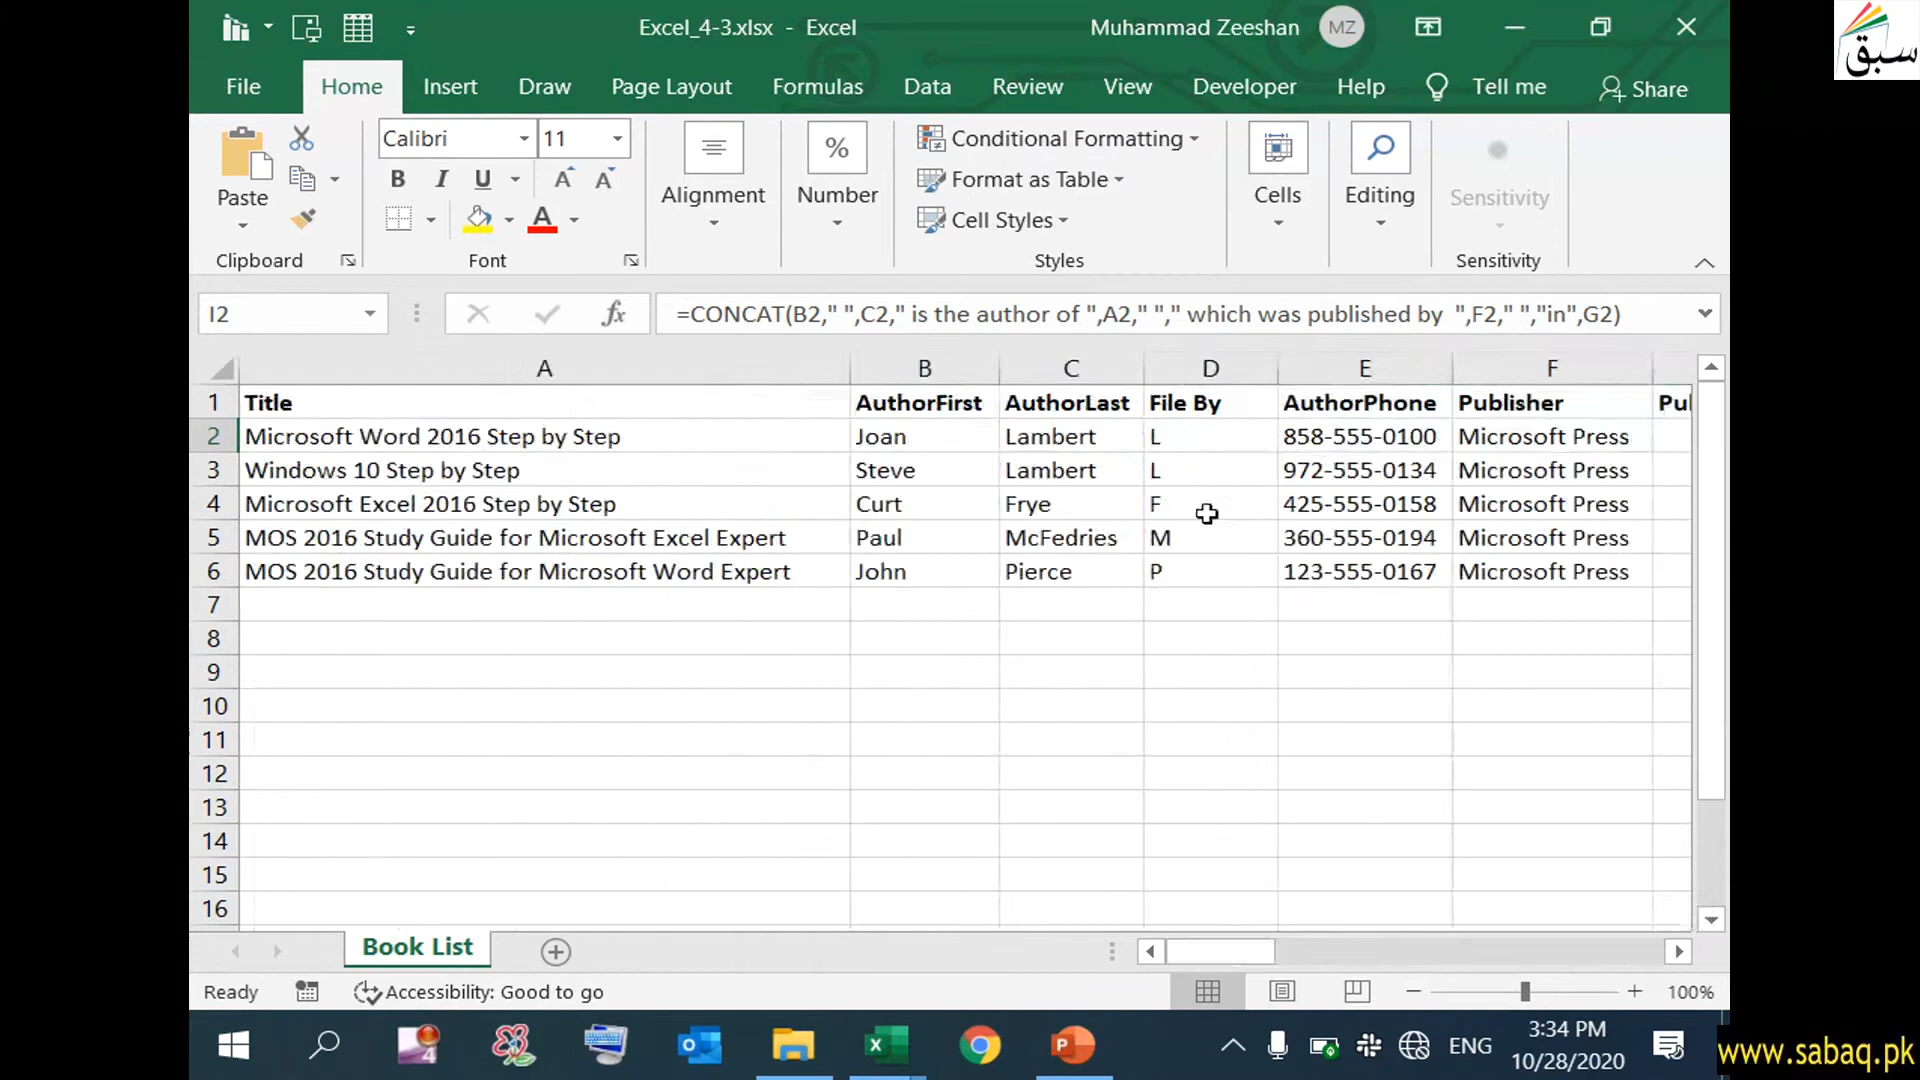 Excel_4-3.xlsx - Excel
Muhammad Zeeshan
MZ
سبق
File Home Insert Draw Page Layout Formulas Data Review View Developer Help Tell me Share
Paste
Clipboard
Calibri 11
B I U A A
A
Font
Alignment
%
Number
Conditional Formatting
Format as Table
Cell Styles
Styles
Cells
Editing
Sensitivity
Sensitivity
I2
fx
=CONCAT(B2," ",C2," is the author of ",A2," "," which was published by  ",F2," ","in",G2)
A B C D E F
1 Title AuthorFirst AuthorLast File By AuthorPhone Publisher Pul
2 Microsoft Word 2016 Step by Step Joan Lambert L 858-555-0100 Microsoft Press
3 Windows 10 Step by Step Steve Lambert L 972-555-0134 Microsoft Press
4 Microsoft Excel 2016 Step by Step Curt Frye F 425-555-0158 Microsoft Press
5 MOS 2016 Study Guide for Microsoft Excel Expert Paul McFedries M 360-555-0194 Microsoft Press
6 MOS 2016 Study Guide for Microsoft Word Expert John Pierce P 123-555-0167 Microsoft Press
7
8
9
10
11
12
13
14
15
16
Book List
Ready
Accessibility: Good to go
100%
4
ENG
3:34 PM
10/28/2020
www.sabaq.pk